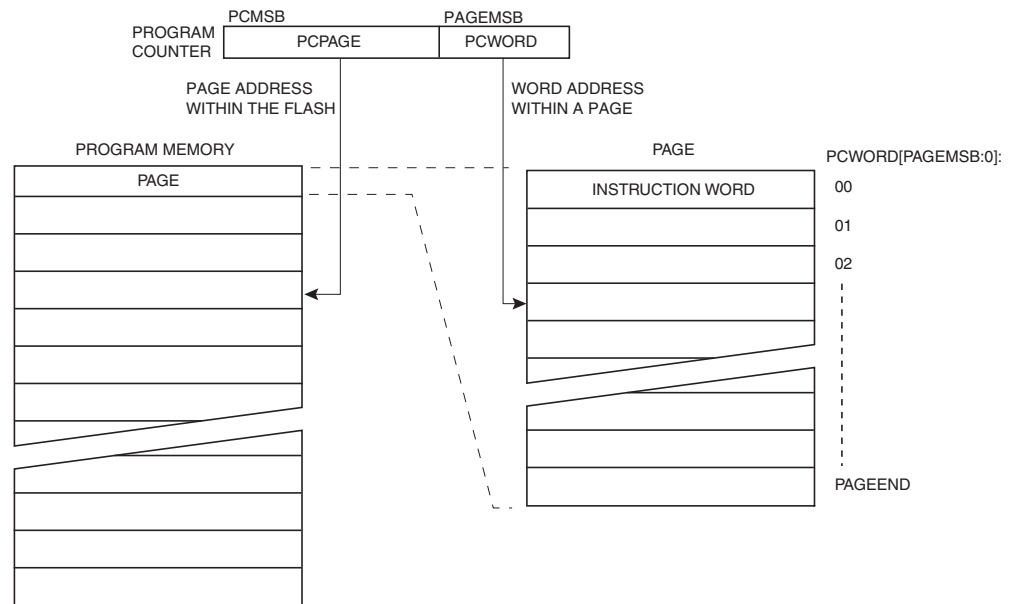 PCMSB PAGEMSB
PROGRAM
COUNTER
PCPAGE PCWORD
PAGE ADDRESS
WITHIN THE FLASH
WORD ADDRESS
WITHIN A PAGE
PROGRAM MEMORY
PAGE
PAGE
INSTRUCTION WORD
PCWORD[PAGEMSB:0]:
00
01
02
PAGEEND